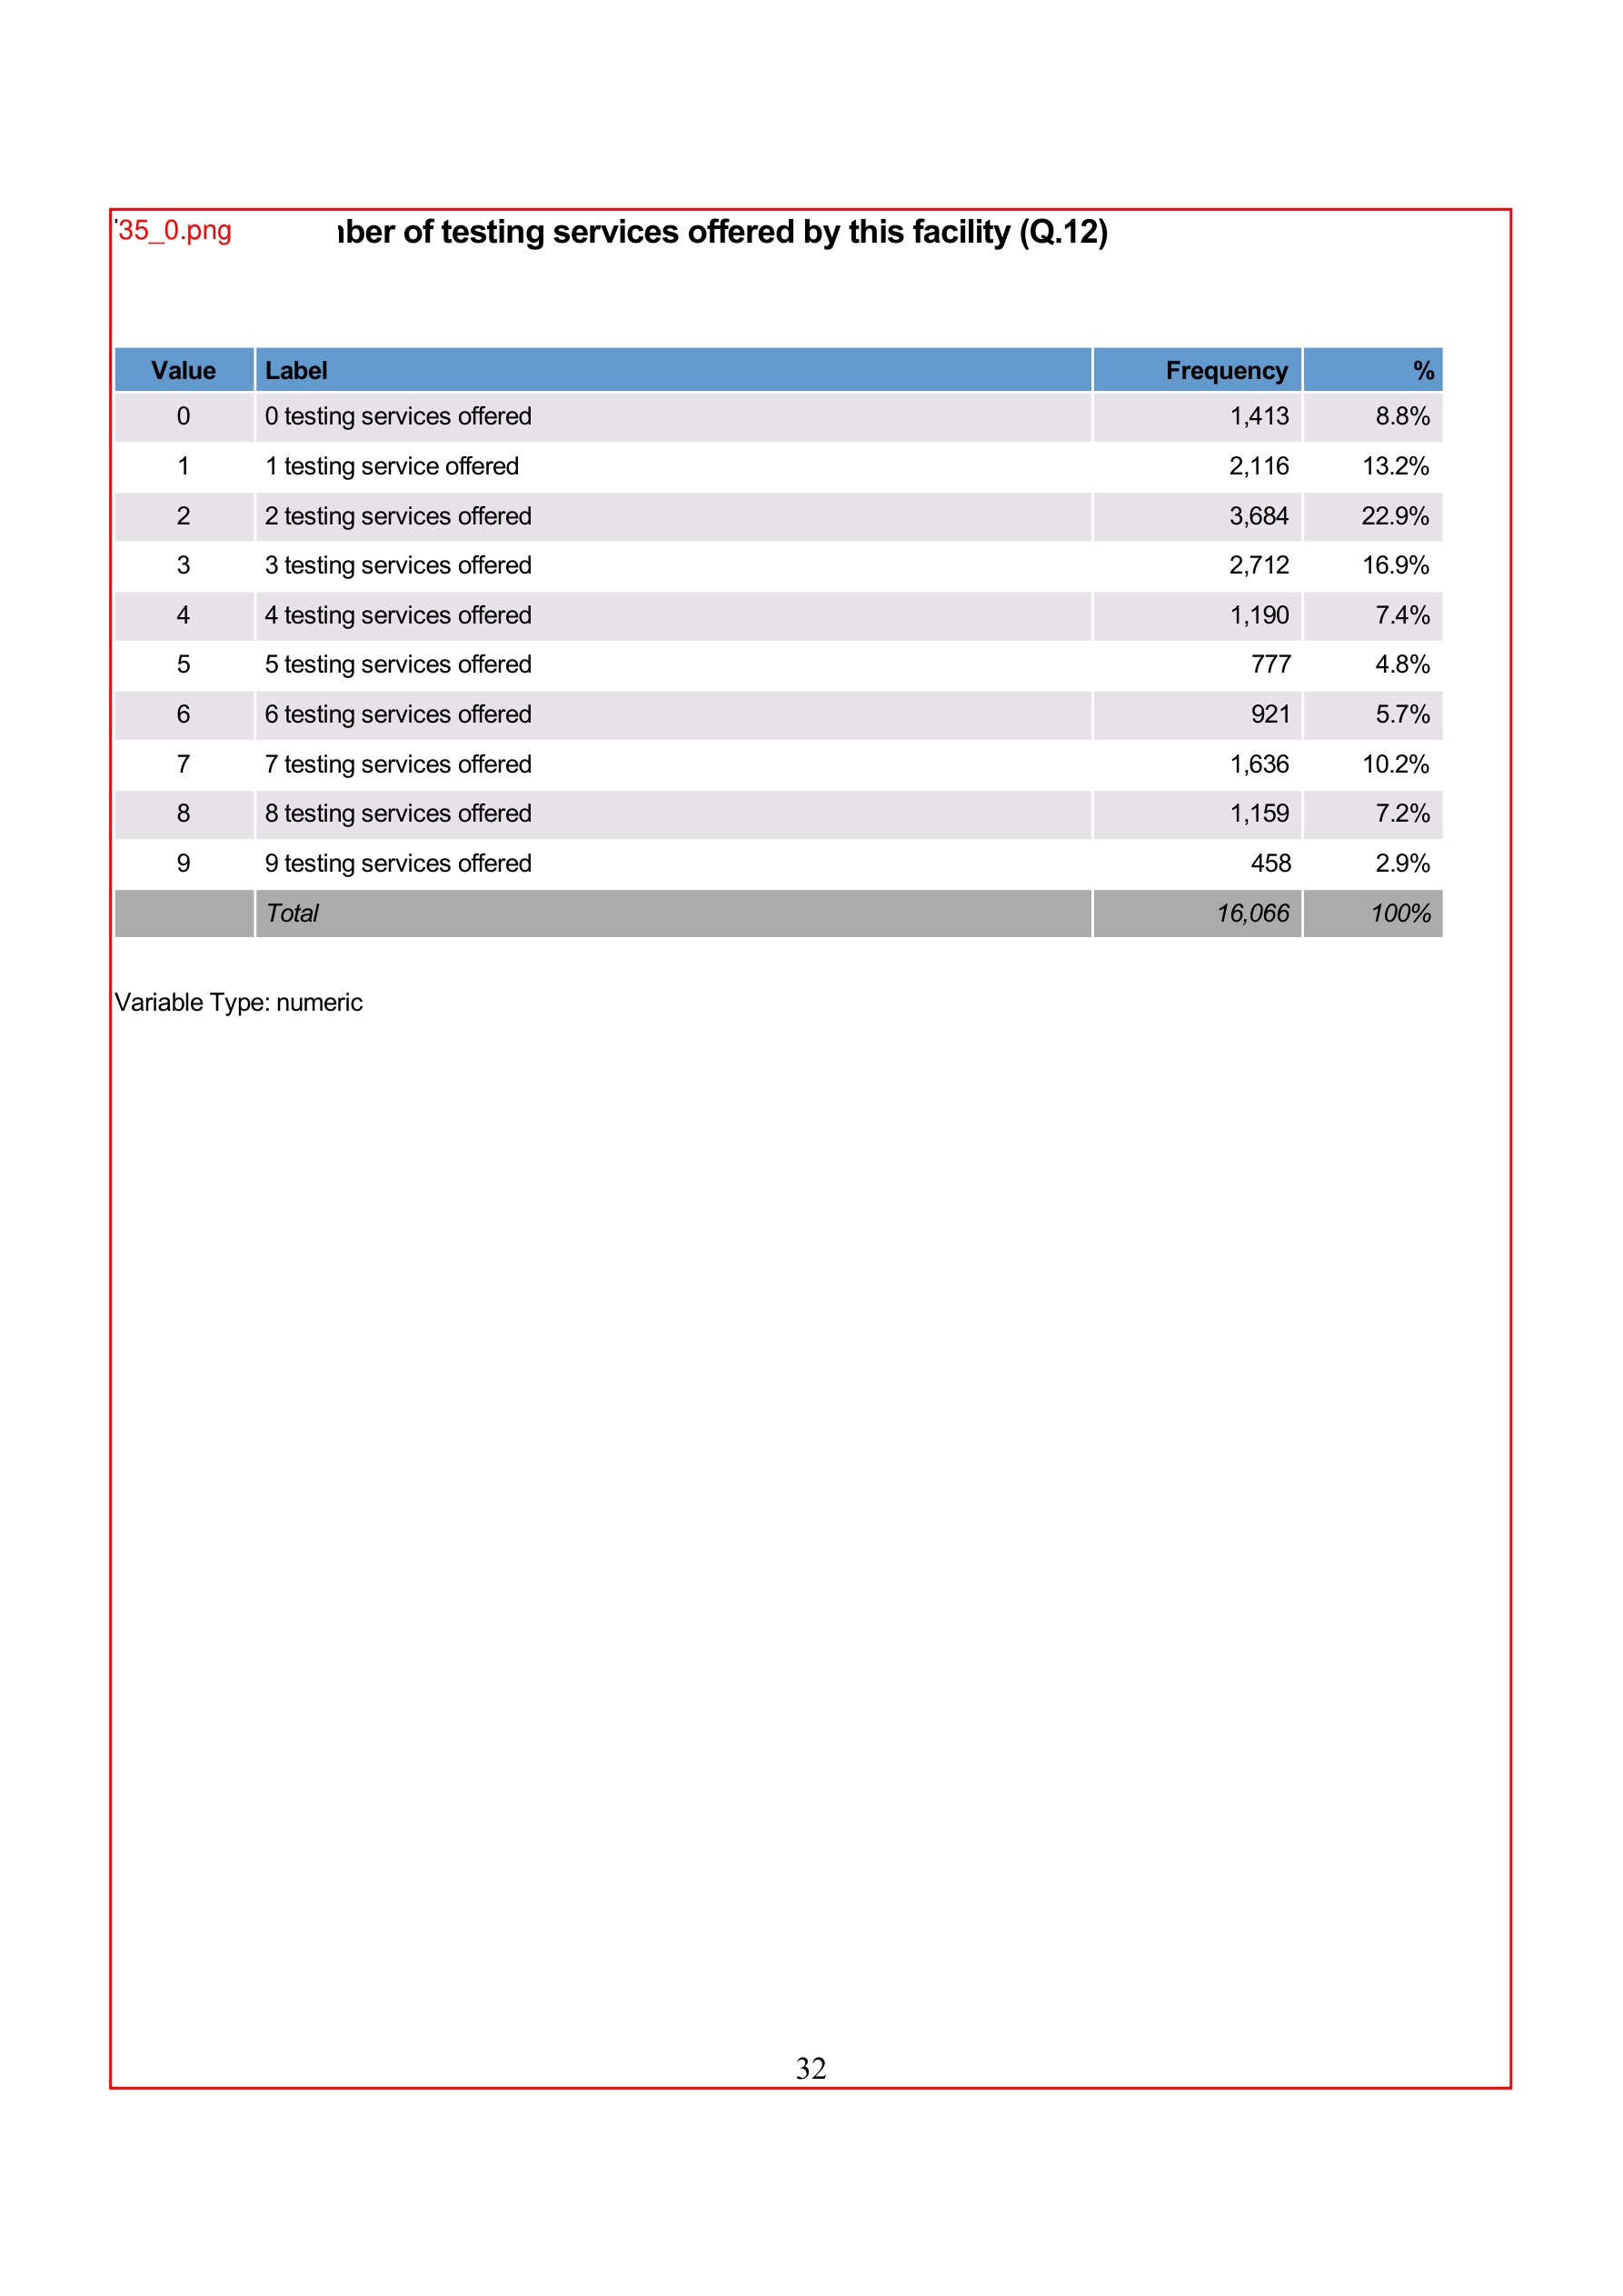 35_0.png
of testing services offered by this facility (Q.12)
Value Label Frequency %
0 0 testing services offered 1,413 8.8%
1 1 testing service offered 2,116 13.2%
2 2 testing services offered 3,684 22.9%
3 3 testing services offered 2,712 16.9%
4 4 testing services offered 1,190 7.4%
5 5 testing services offered 777 4.8%
6 6 testing services offered 921 5.7%
7 7 testing services offered 1,636 10.2%
8 8 testing services offered 1,159 7.2%
9 9 testing services offered 458 2.9%
Total 16,066 100%
Variable Type: numeric
32